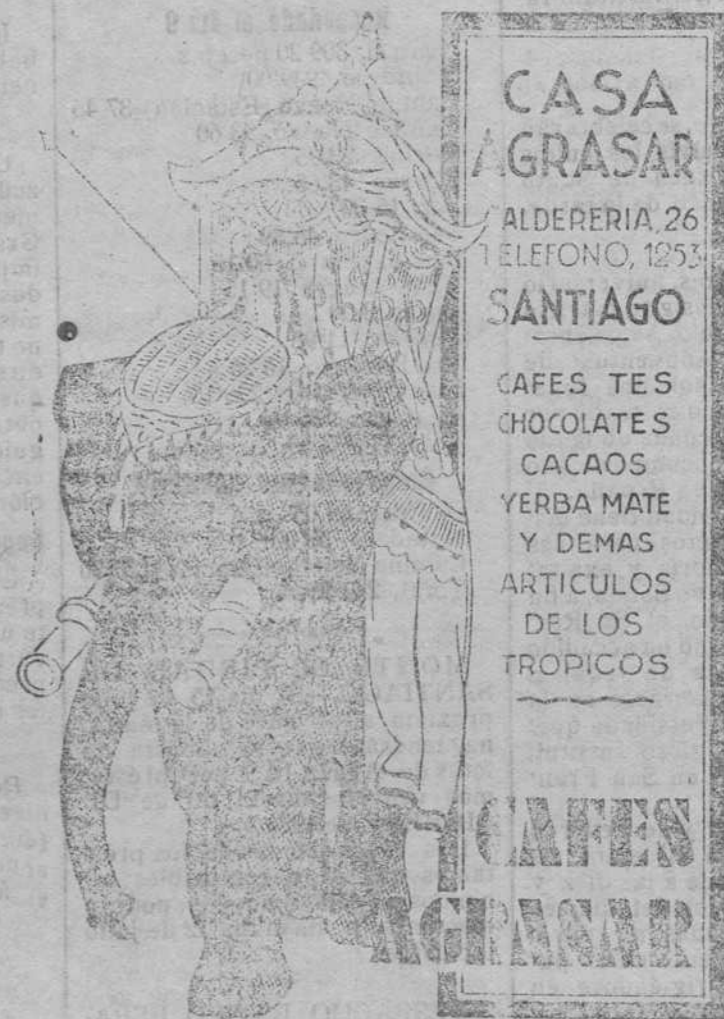 CASA
AGRASAR
ALDERERIA, 26
TELEFONO, 1253
SANTIAGO
CAFES TES
CHOCOLATES
CACAOS
YERBA MATE
Y DEMAS
ARTICULOS
DE LOS
TROPICOS
CAFES
AGRASAR